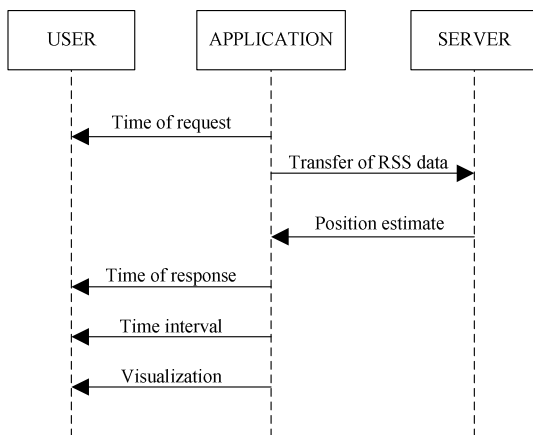 USER
APPLICATION
SERVER
Time of request
Transfer of RSS data
Position estimate
Time of response
Time interval
Visualization